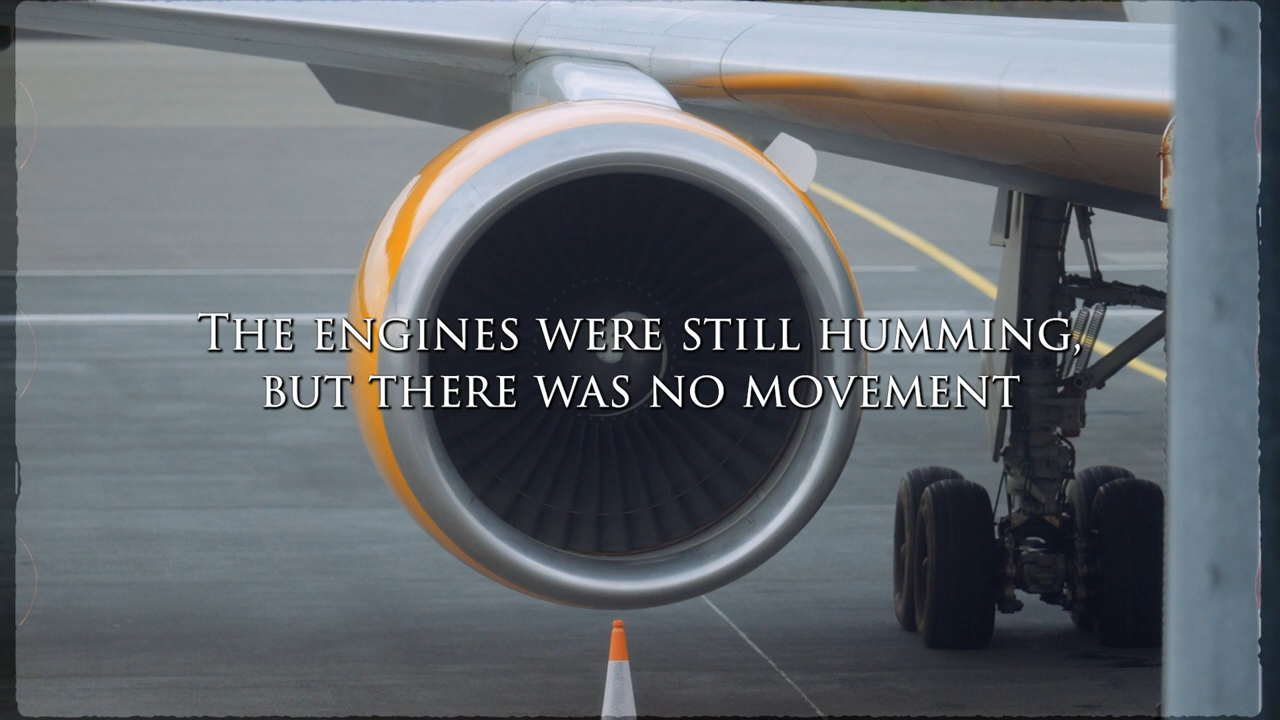 The engines were still humming,
but there was no movement